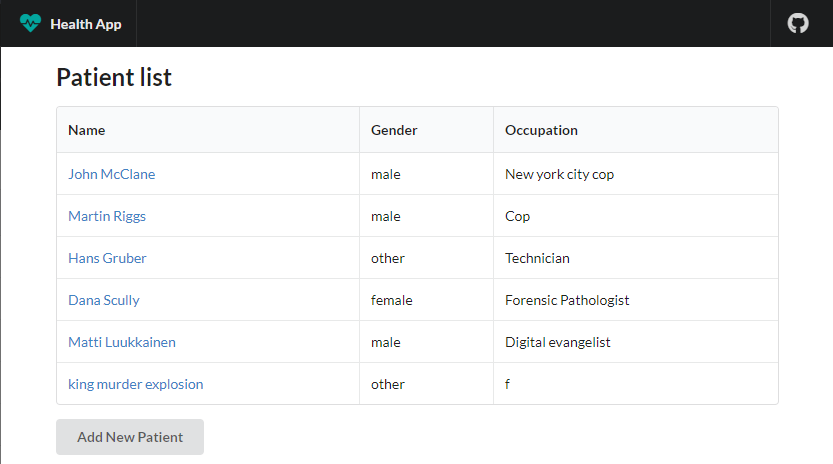 Health App
Patient list
Name Gender Occupation
John McClane male New york city cop
Martin Riggs male Cop
Hans Gruber other Technician
Dana Scully female Forensic Pathologist
Matti Luukkainen male Digital evangelist
king murder explosion other f
Add New Patient